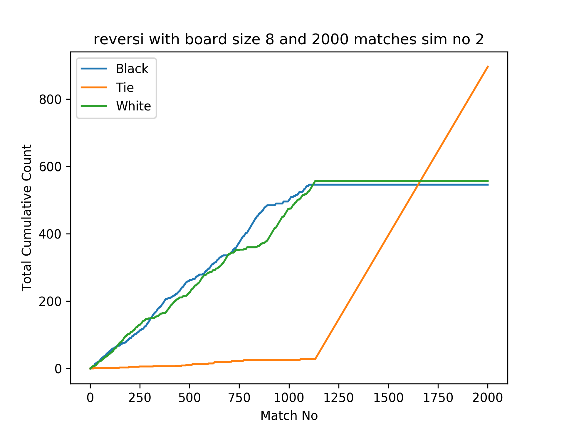 reversi with board size 8 and 2000 matches sim no 2
Black
Tie
White
Total Cumulative Count
800
600
400
200
0
0 250 500 750 1000 1250 1500 1750 2000
Match No